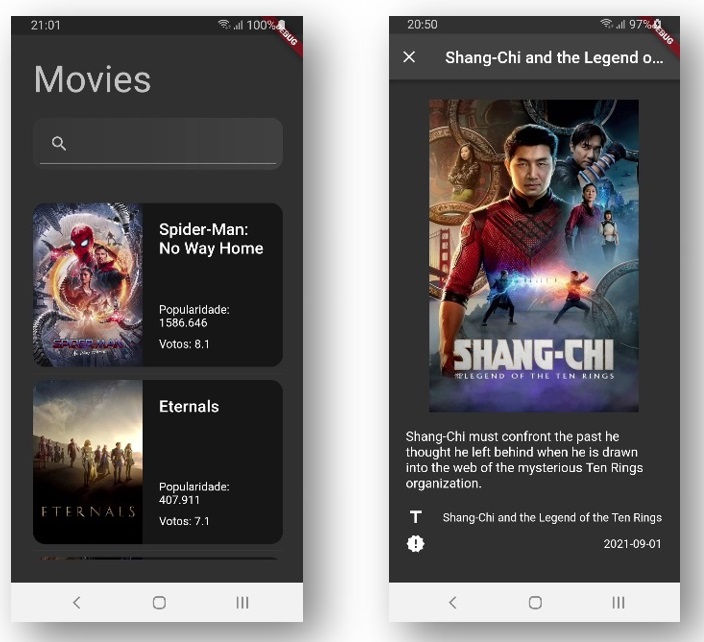 21:01
100%
DEBUG
Movies
Spider-Man:
No Way Home
Popularidade:
1586.646
Votos: 8.1
SPIDER-MAN
Eternals
Popularidade:
407.911
Votos: 7.1
ETERNALS
20:50
97%
DEBUG
Shang-Chi and the Legend o...
SHANG-CHI
LEGEND OF THE TEN RINGS
Shang-Chi must confront the past he
thought he left behind when he is drawn
into the web of the mysterious Ten Rings
organization.
Shang-Chi and the Legend of the Ten Rings
2021-09-01